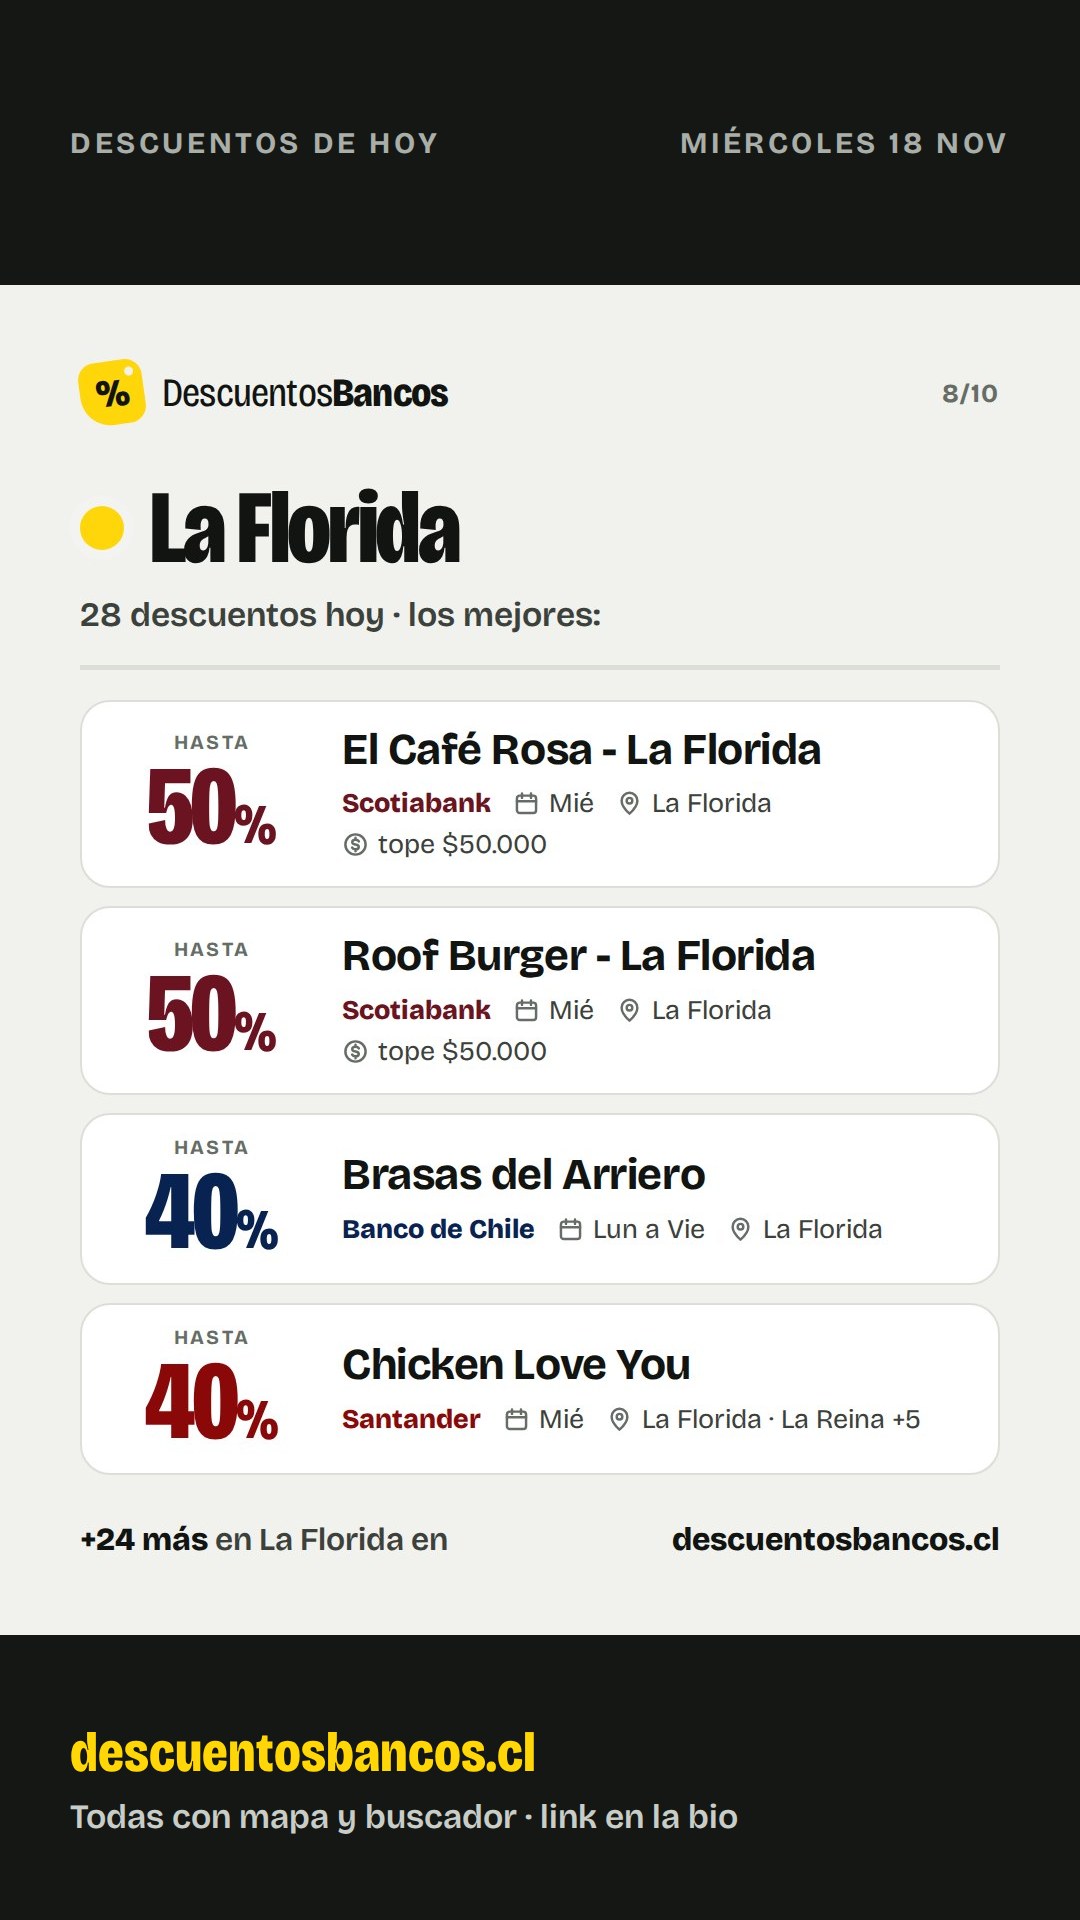 DESCUENTOS DE HOY
MIÉRCOLES 18 NOV
% DescuentosBancos
8/10
La Florida
28 descuentos hoy · los mejores:
HASTA
50%
El Café Rosa - La Florida
Scotiabank Mié La Florida
$ tope $50.000
HASTA
50%
Roof Burger - La Florida
Scotiabank Mié La Florida
$ tope $50.000
HASTA
40%
Brasas del Arriero
Banco de Chile Lun a Vie La Florida
HASTA
40%
Chicken Love You
Santander Mié La Florida · La Reina +5
+24 más en La Florida en
descuentosbancos.cl
descuentosbancos.cl
Todas con mapa y buscador · link en la bio